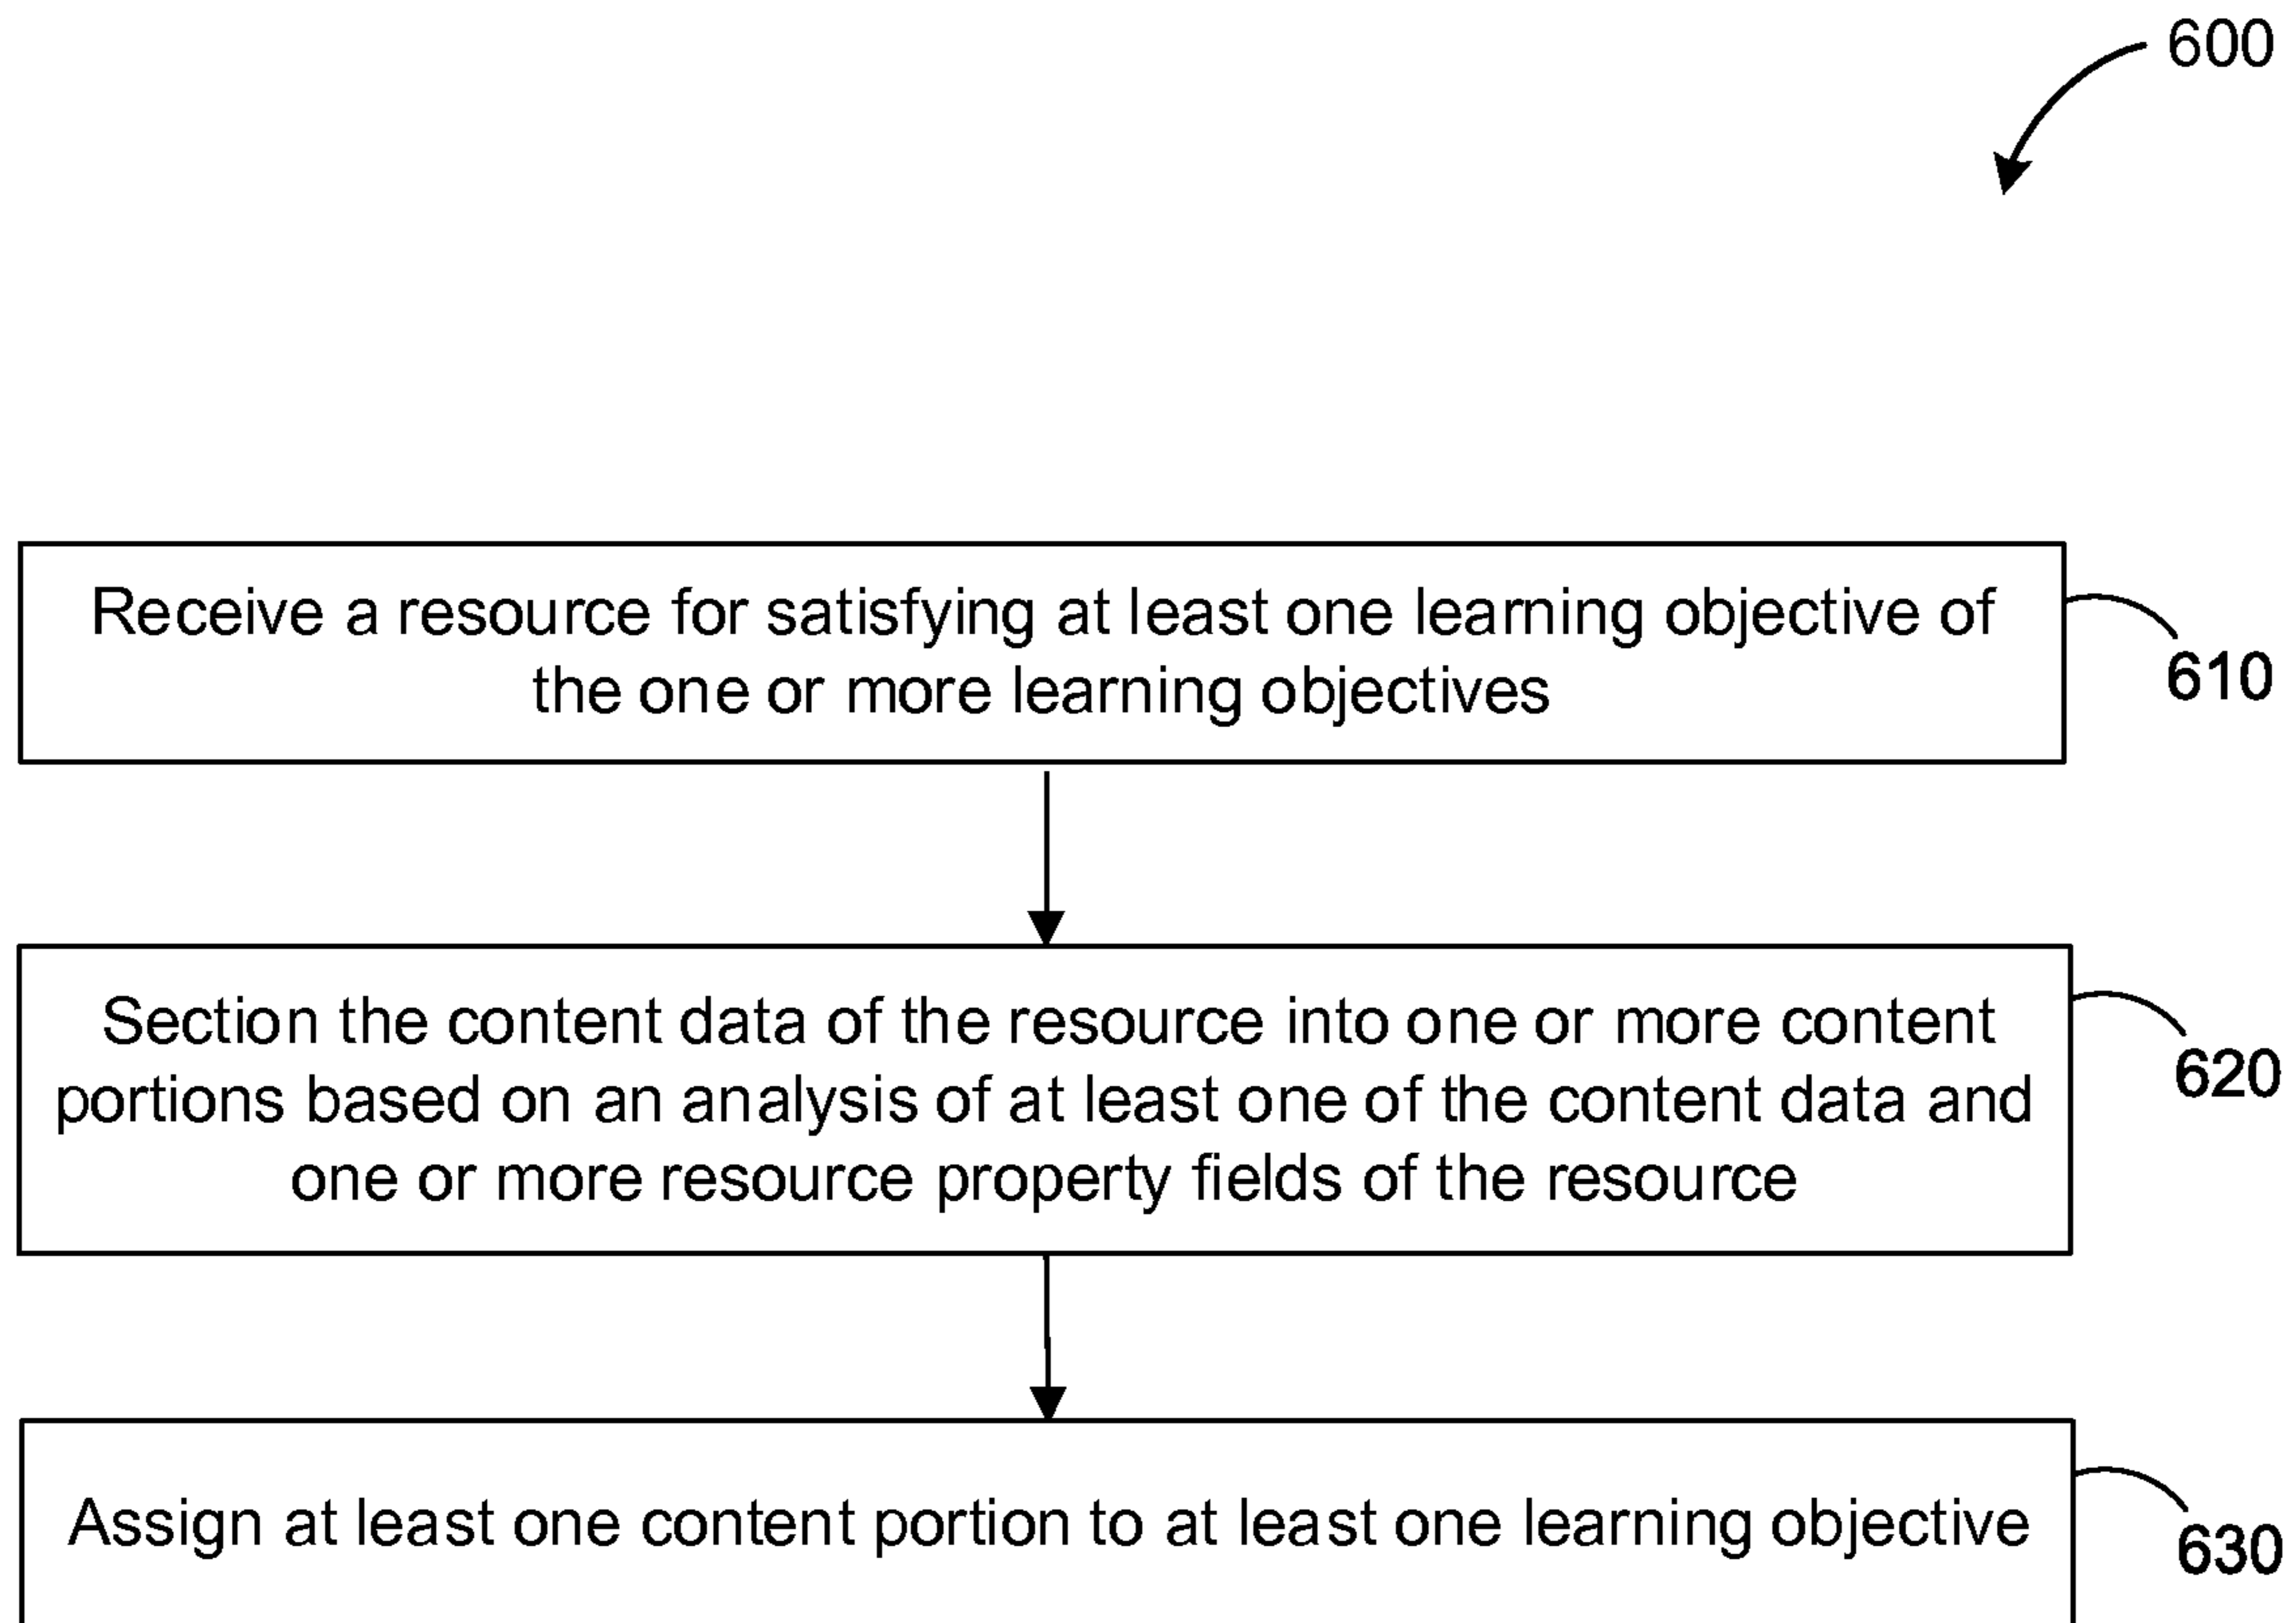 600
Receive a resource for satisfying at least one learning objective of
the one or more learning objectives
610
Section the content data of the resource into one or more content
portions based on an analysis of at least one of the content data and
one or more resource property fields of the resource
620
Assign at least one content portion to at least one learning objective
630